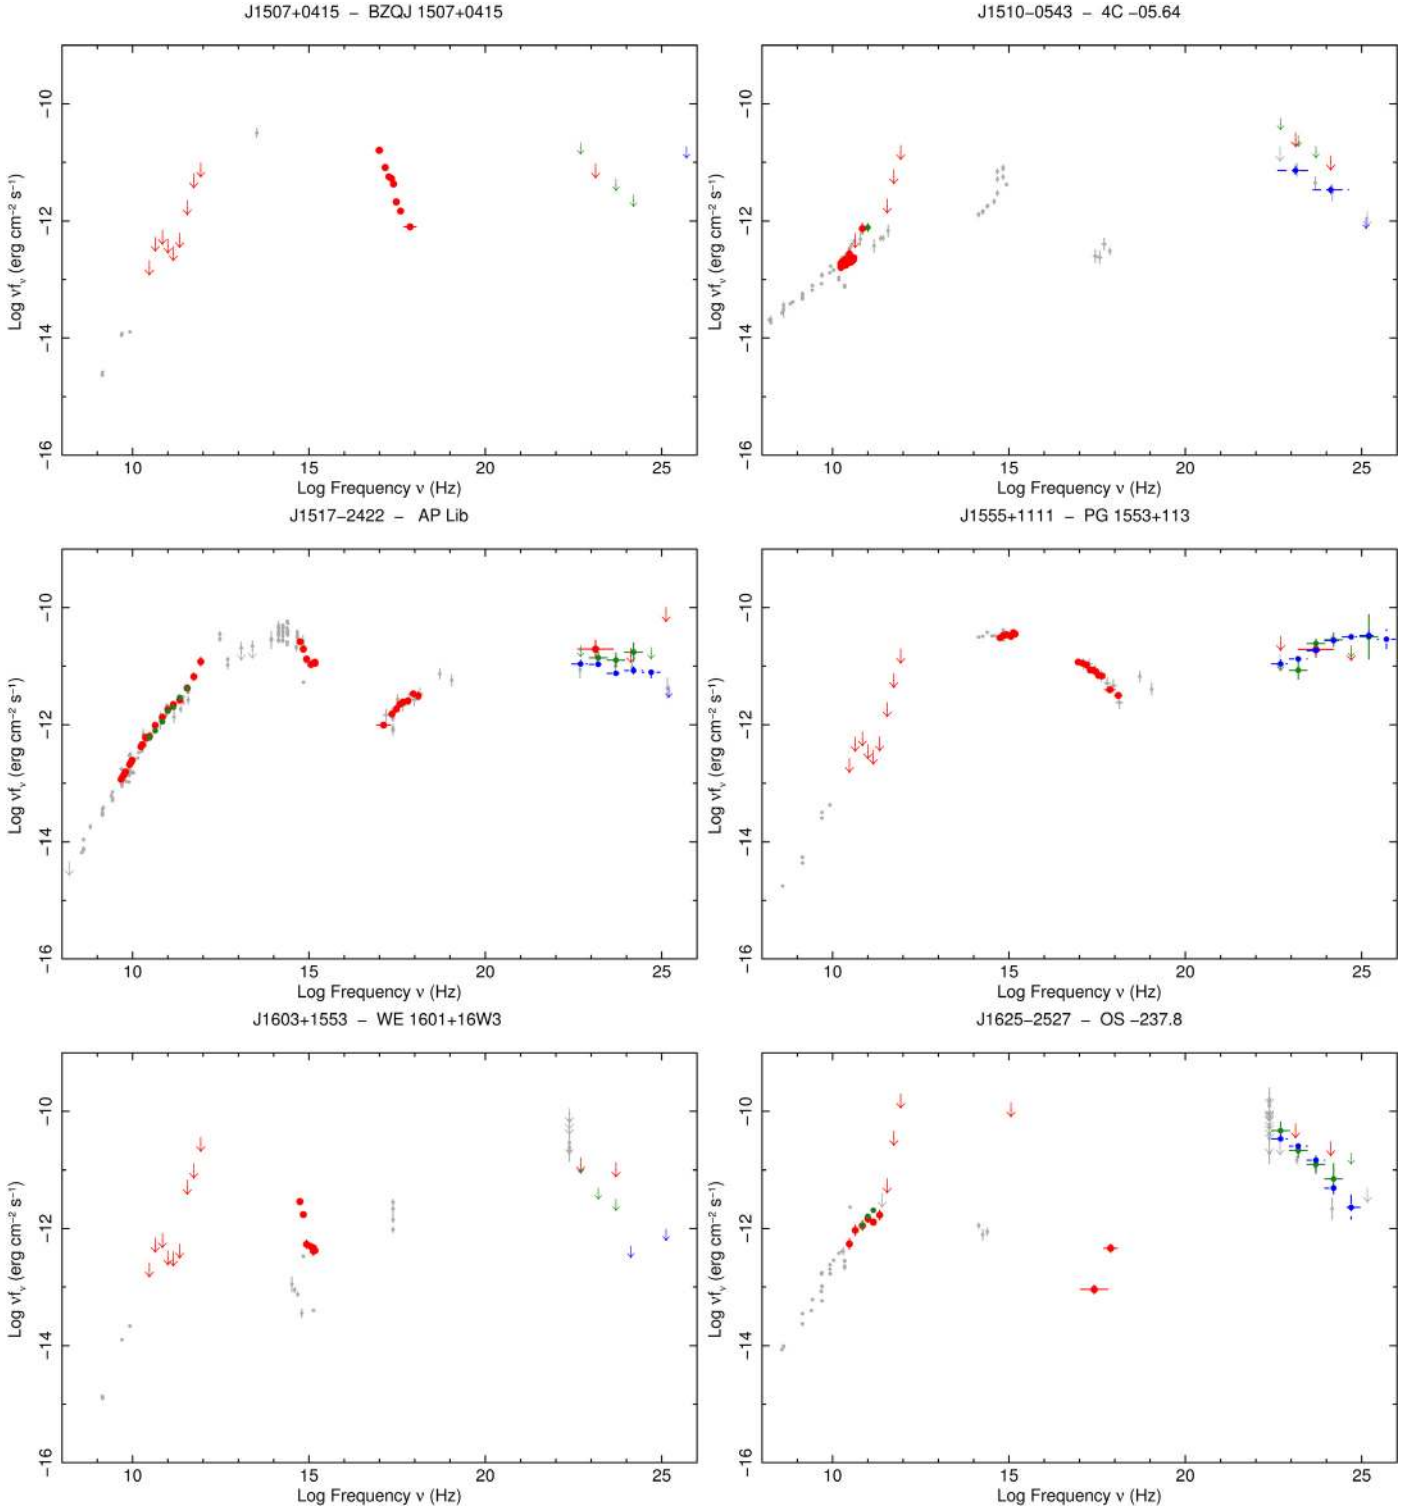 J1507+0415 − BZQJ 1507+0415
J1510−0543 − 4C −05.64
Log νfν (erg cm−2 s−1)
−10
−12
−14
−16
10 15 20 25
Log Frequency ν (Hz)
Log νfν (erg cm−2 s−1)
−10
−12
−14
−16
10 15 20 25
Log Frequency ν (Hz)
J1517−2422 − AP Lib
J1555+1111 − PG 1553+113
Log νfν (erg cm−2 s−1)
−10
−12
−14
−16
10 15 20 25
Log Frequency ν (Hz)
Log νfν (erg cm−2 s−1)
−10
−12
−14
−16
10 15 20 25
Log Frequency ν (Hz)
J1603+1553 − WE 1601+16W3
J1625−2527 − OS −237.8
Log νfν (erg cm−2 s−1)
−10
−12
−14
−16
10 15 20 25
Log Frequency ν (Hz)
Log νfν (erg cm−2 s−1)
−10
−12
−14
−16
10 15 20 25
Log Frequency ν (Hz)